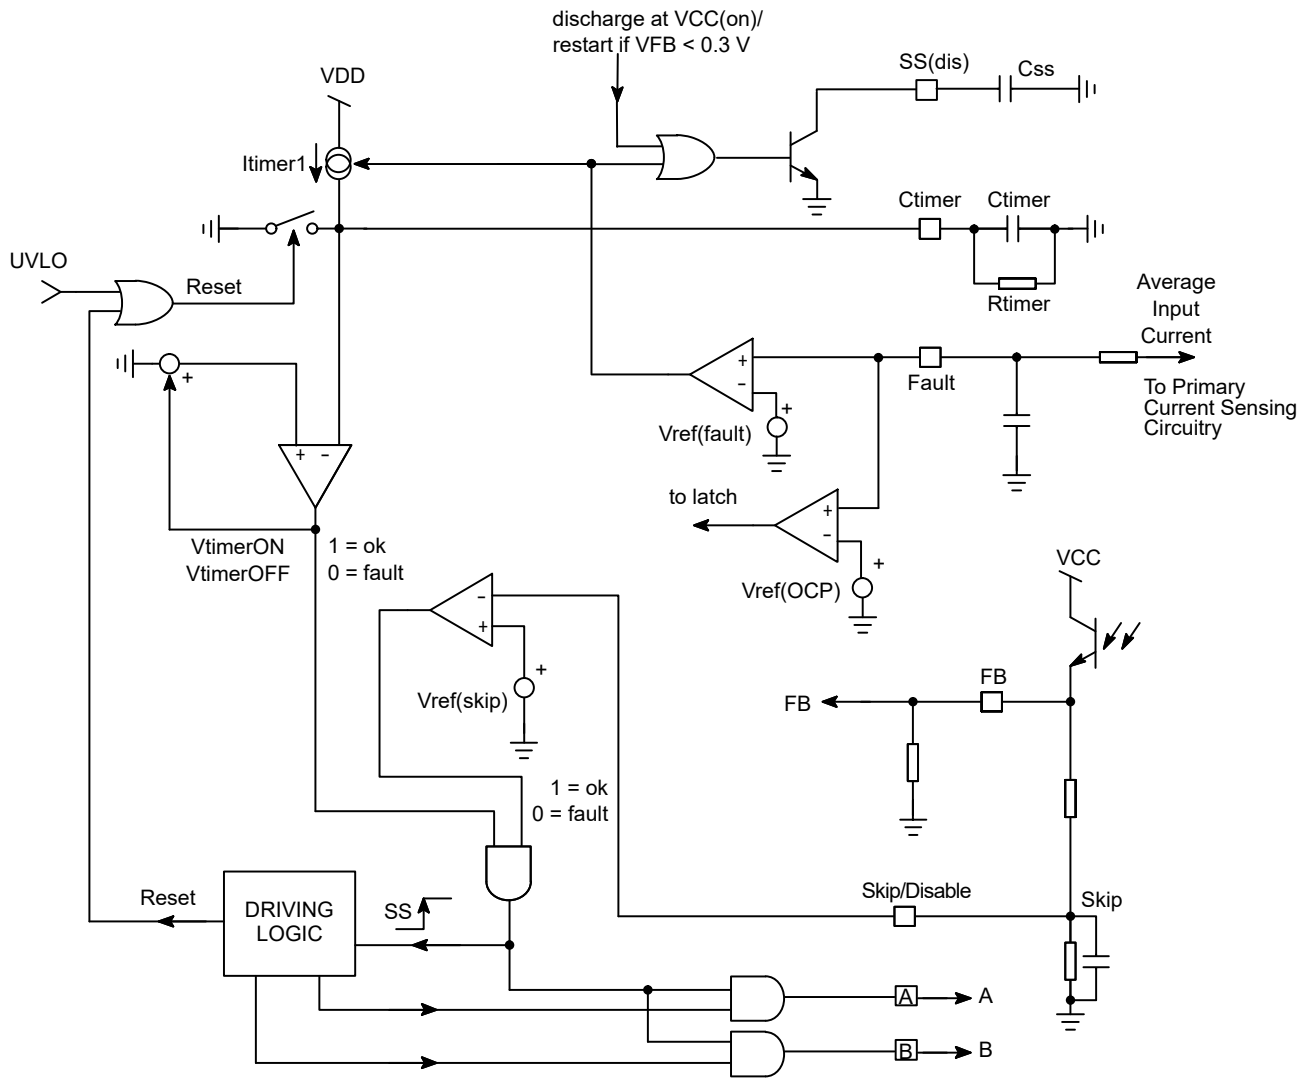 discharge at VCC(on)/
restart if VFB < 0.3 V
SS(dis)
Css
VDD
Itimer1
Ctimer
Ctimer
Rtimer
UVLO
Reset
Average
Input
Current
To Primary
Current Sensing
Circuitry
Fault
+
–
+
Vref(fault)
+
+ –
to latch
+
–
+
Vref(OCP)
VtimerON
VtimerOFF
1 = ok
0 = fault
VCC
–
+
+
Vref(skip)
FB
FB
1 = ok
0 = fault
Skip/Disable
Skip
Reset
DRIVING
LOGIC
SS
A
A
B
B